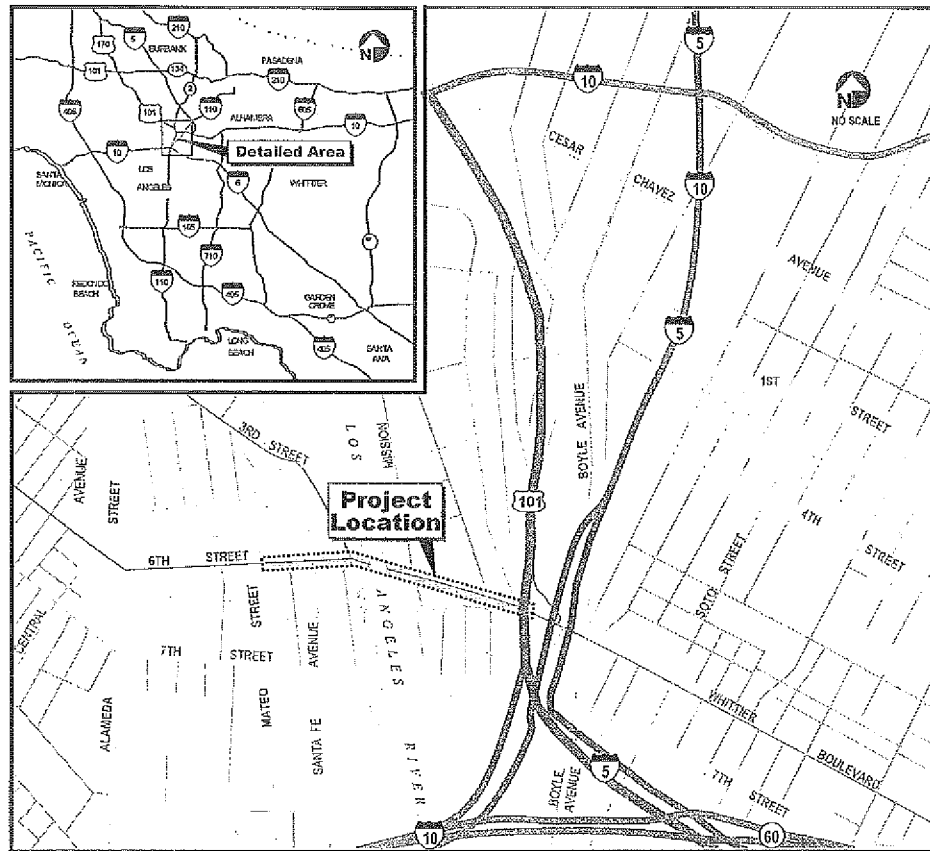 5
210
170
BURBANK
N
PASADENA
101
134
210
2
405
101
110
605
ALHAMBRA
10
10
Detailed Area
LOS
ANGELES
SANTA
MONICA
WHITTIER
PACIFIC
OCEAN
105
710
REDONDO
BEACH
110
405
GARDEN
GROVE
LONG
BEACH
405
SANTA
ANA
5
10
N
NO SCALE
CESAR
CHAVEZ
10
AVENUE
5
1ST
STREET
BOYLE AVENUE
3RD STREET
LOS
MISSION
AVENUE
STREET
Project
Location
101
4TH
STREET
6TH STREET
SOTO STREET
ANGELES
STREET
AVENUE
CENTRAL
7TH STREET
WHITTIER
ALAMEDA
MATEO
SANTA FE
RIVER
BOULEVARD
BOYLE
AVENUE
5
7TH
STREET
10
60